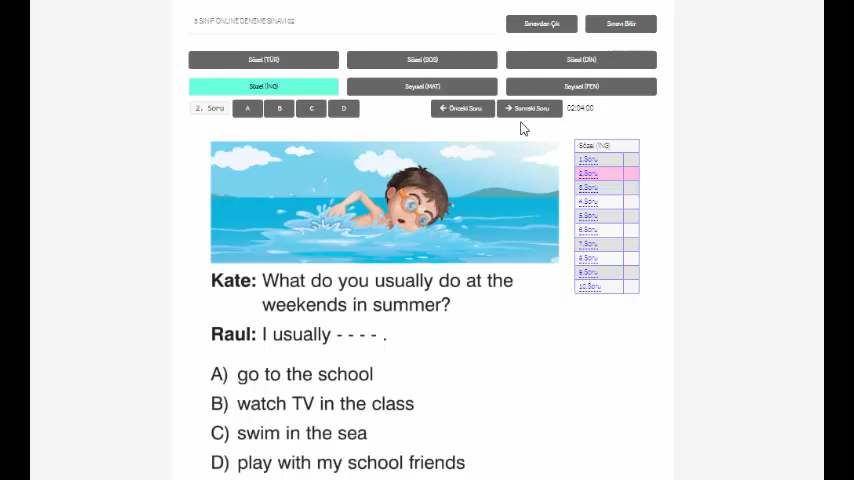 8 SINIF ONLINE DENEME SINAVI 02
Sınavdan Çık
Sınavı Bitir
Sözel (TÜR)
Sözel (SOS)
Sözel (DİN)
Sözel (İNG)
Sayısal (MAT)
Sayısal (FEN)
2. Soru
A
B
C
D
← Önceki Soru
→ Sonraki Soru
02:04:00
Sözel (İNG)
1.Soru
2.Soru
3.Soru
4.Soru
5.Soru
6.Soru
7.Soru
8.Soru
9.Soru
10.Soru
Kate: What do you usually do at the
weekends in summer?
Raul: I usually - - - - .
A) go to the school
B) watch TV in the class
C) swim in the sea
D) play with my school friends